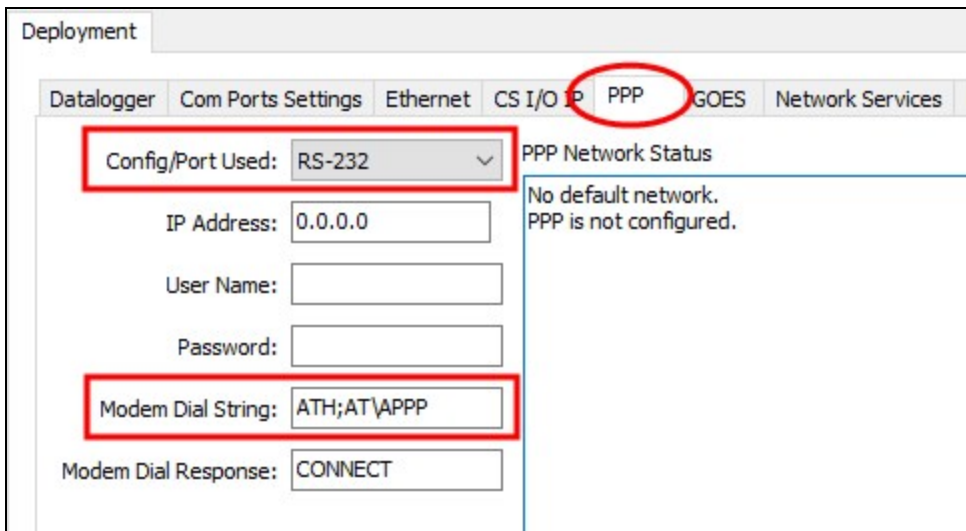 Deployment
Datalogger Com Ports Settings Ethernet CS I/O IP PPP GOES Network Services
Config/Port Used: RS-232
PPP Network Status
No default network.
PPP is not configured.
IP Address: 0.0.0.0
User Name:
Password:
Modem Dial String: ATH;AT\APPP
Modem Dial Response: CONNECT